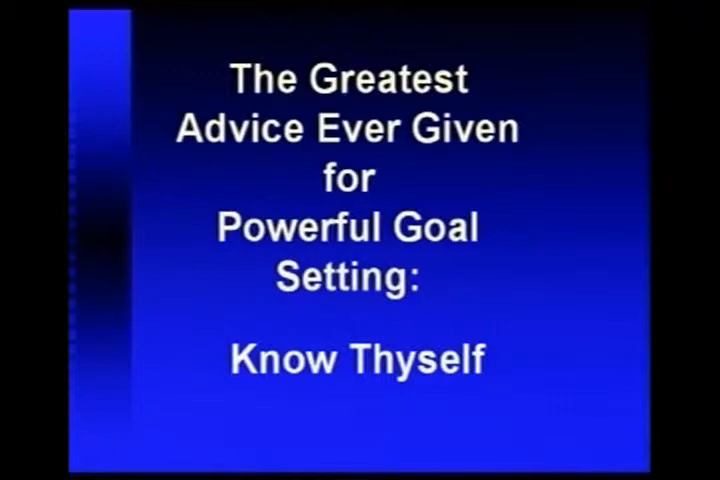 The Greatest
Advice Ever Given
for
Powerful Goal
Setting:
Know Thyself